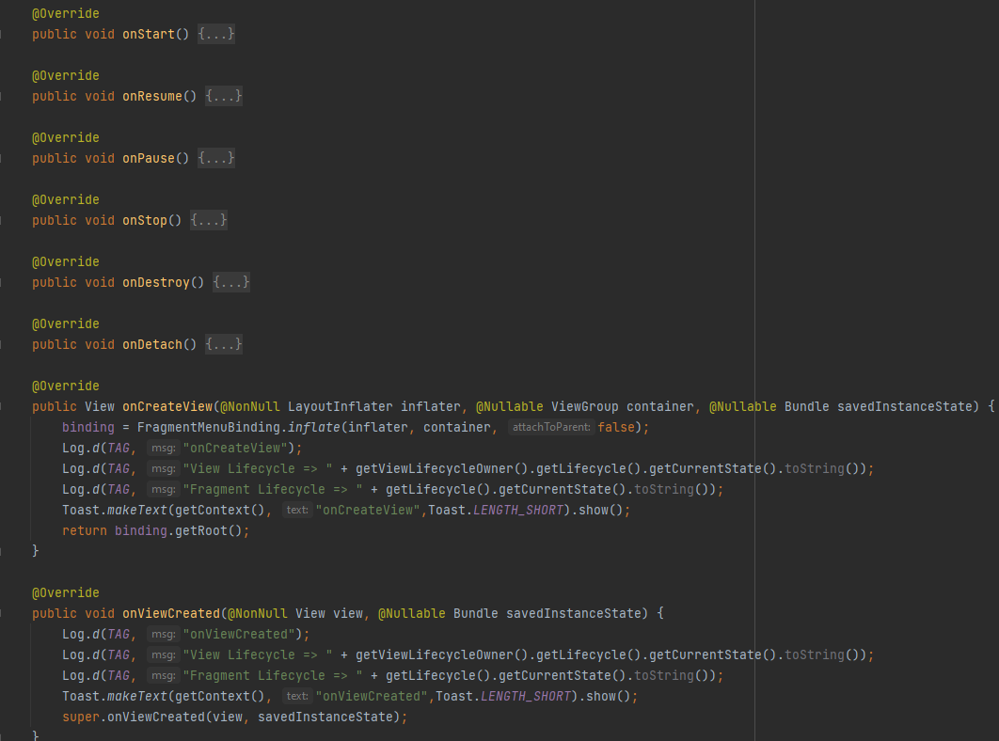 @Override
public void onStart() {...}
@Override
public void onResume() {...}
@Override
public void onPause() {...}
@Override
public void onStop() {...}
@Override
public void onDestroy() {...}
@Override
public void onDetach() {...}
@Override
public View onCreateView(@NonNull LayoutInflater inflater, @Nullable ViewGroup container, @Nullable Bundle savedInstanceState) {
binding = FragmentMenuBinding.inflate(inflater, container, attachToParent: false);
Log.d(TAG, msg: "onCreateView");
Log.d(TAG, msg: "View Lifecycle => " + getViewLifecycleOwner().getLifecycle().getCurrentState().toString());
Log.d(TAG, msg: "Fragment Lifecycle => " + getLifecycle().getCurrentState().toString());
Toast.makeText(getContext(), text: "onCreateView",Toast.LENGTH_SHORT).show();
return binding.getRoot();
}
@Override
public void onViewCreated(@NonNull View view, @Nullable Bundle savedInstanceState) {
Log.d(TAG, msg: "onViewCreated");
Log.d(TAG, msg: "View Lifecycle => " + getViewLifecycleOwner().getLifecycle().getCurrentState().toString());
Log.d(TAG, msg: "Fragment Lifecycle => " + getLifecycle().getCurrentState().toString());
Toast.makeText(getContext(), text: "onViewCreated",Toast.LENGTH_SHORT).show();
super.onViewCreated(view, savedInstanceState);
}